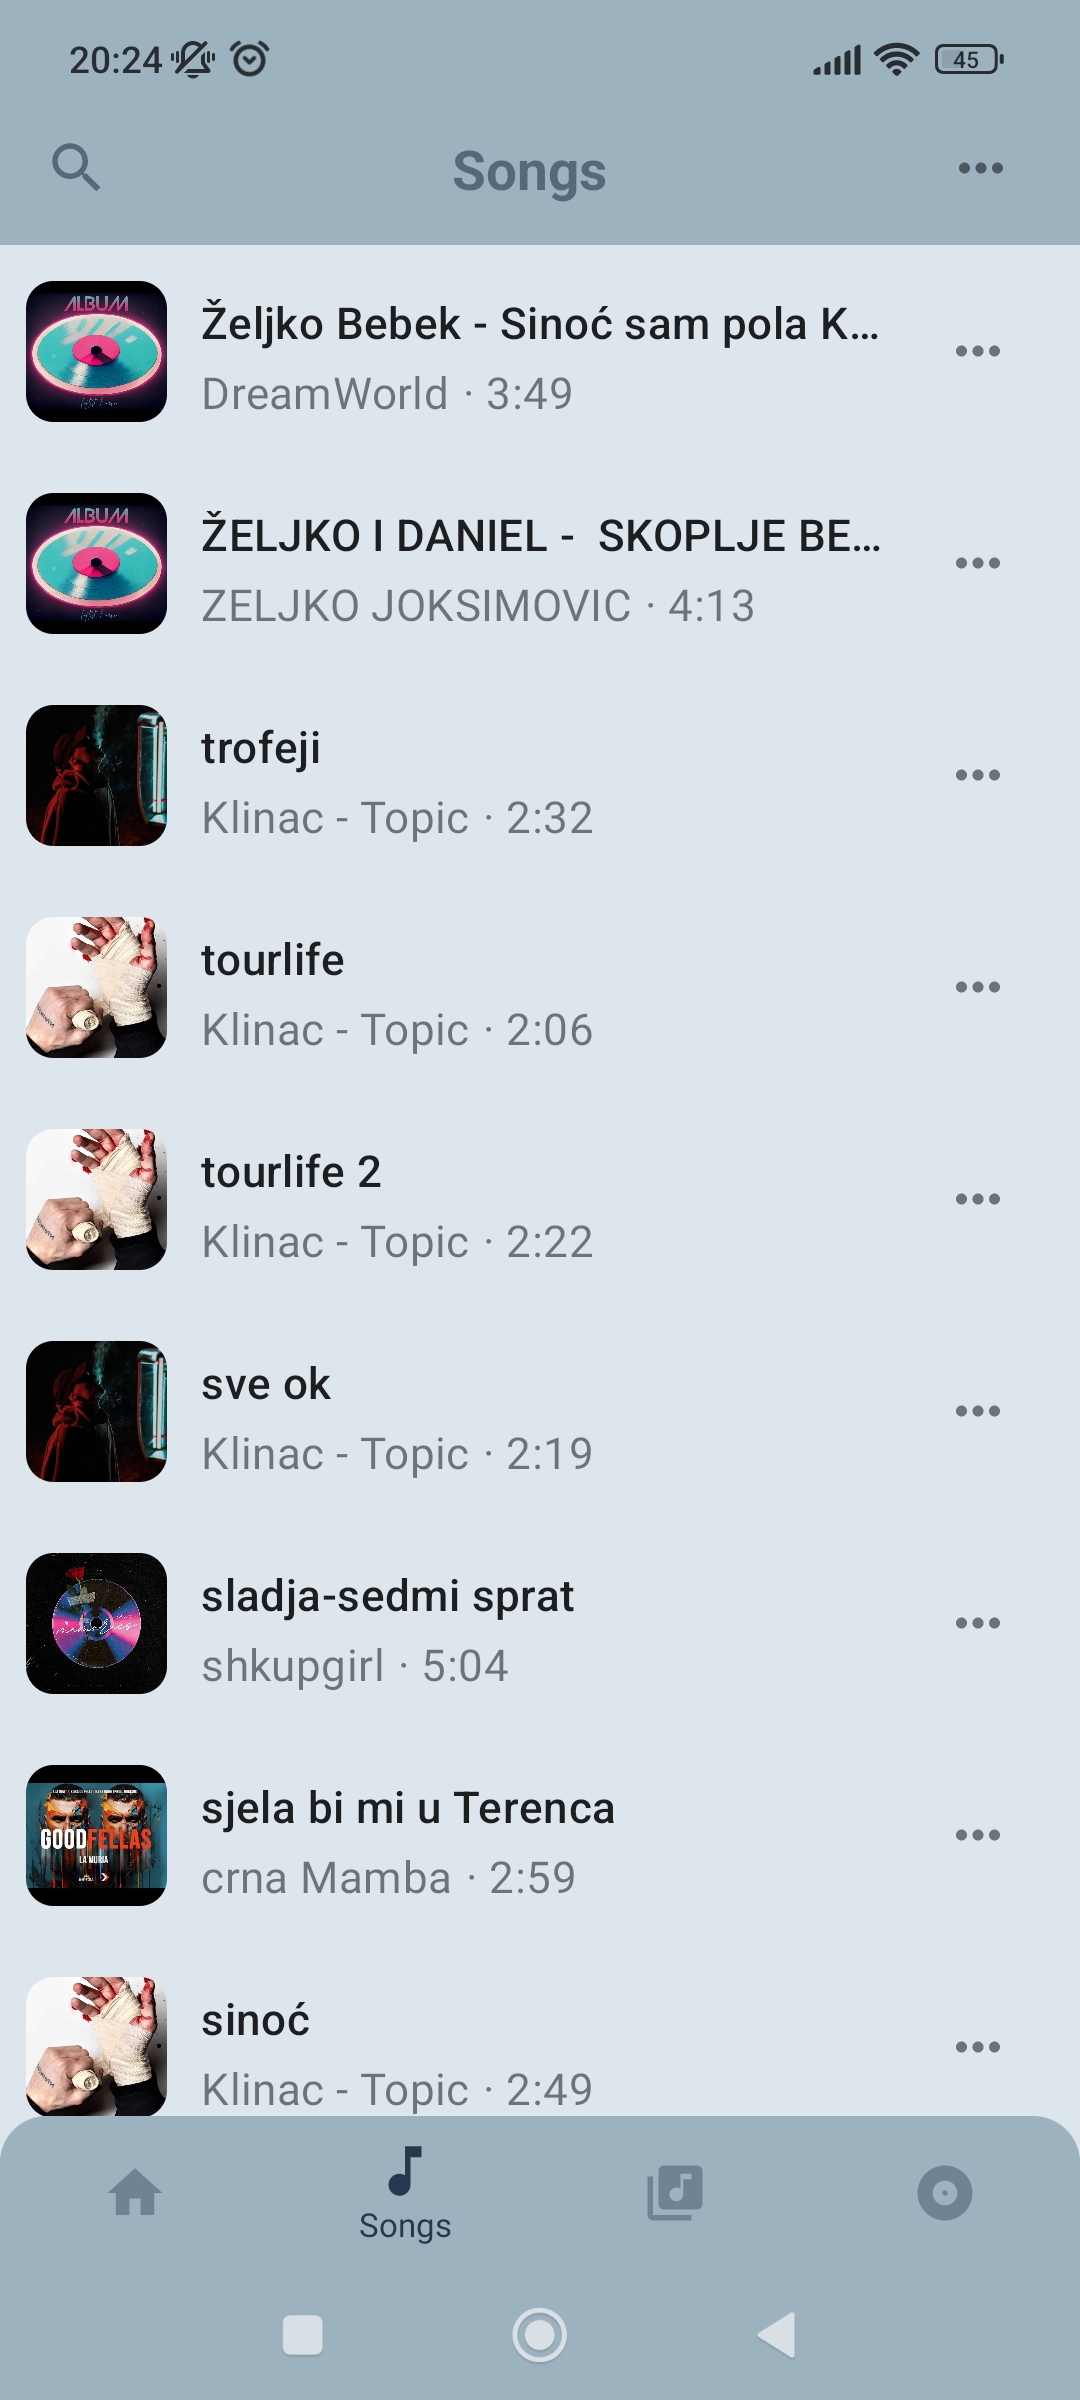 20:24
45
Songs
Željko Bebek - Sinoć sam pola K...
DreamWorld · 3:49
ŽELJKO I DANIEL -  SKOPLJE BE...
ZELJKO JOKSIMOVIC · 4:13
trofeji
Klinac - Topic · 2:32
tourlife
Klinac - Topic · 2:06
tourlife 2
Klinac - Topic · 2:22
sve ok
Klinac - Topic · 2:19
sladja-sedmi sprat
shkupgirl · 5:04
sjela bi mi u Terenca
crna Mamba · 2:59
sinoć
Klinac - Topic · 2:49
Songs
ALBUM
ALBUM
GOODFELLAS
LA MURIA